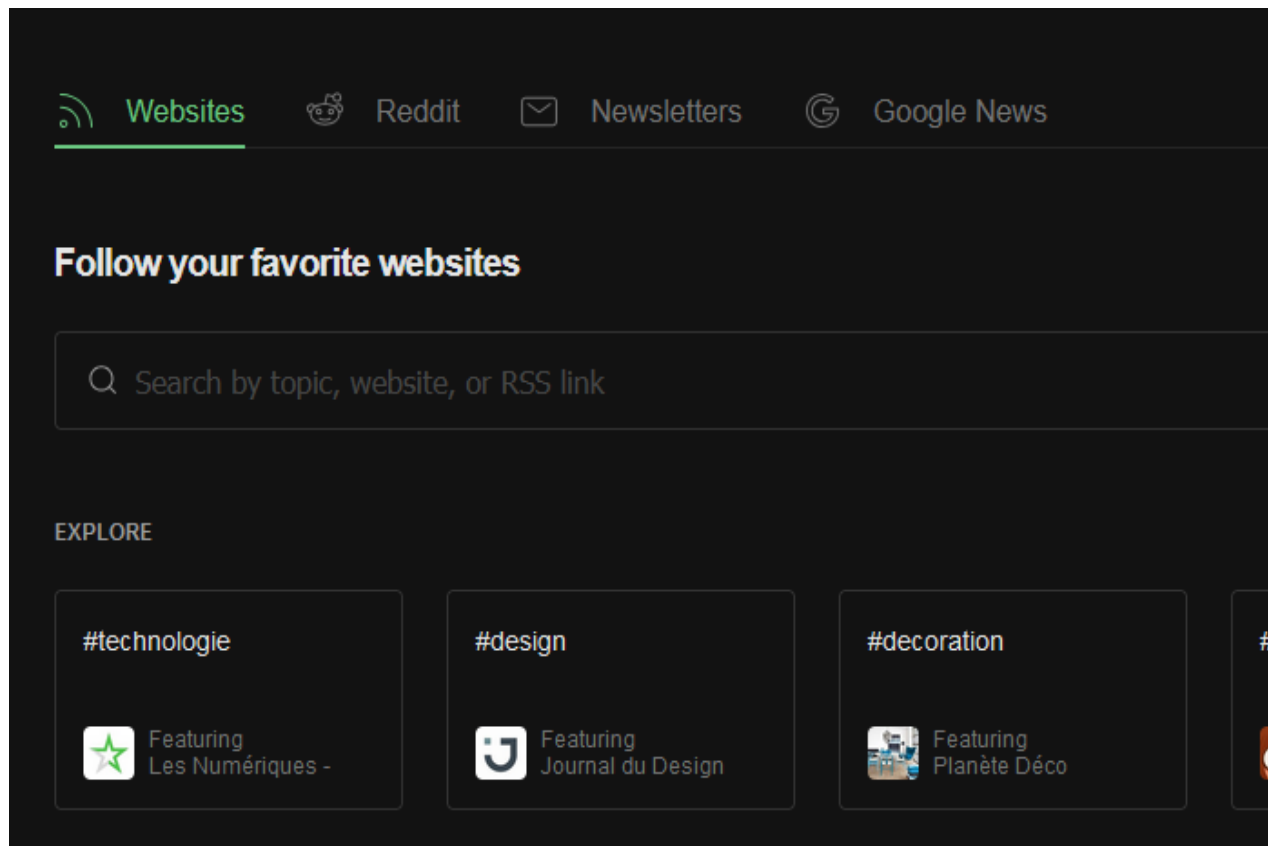 Websites Reddit Newsletters Google News
Follow your favorite websites
Search by topic, website, or RSS link
EXPLORE
#technologie #design #decoration #
Featuring Featuring Featuring
Les Numériques - Journal du Design Planète Déco